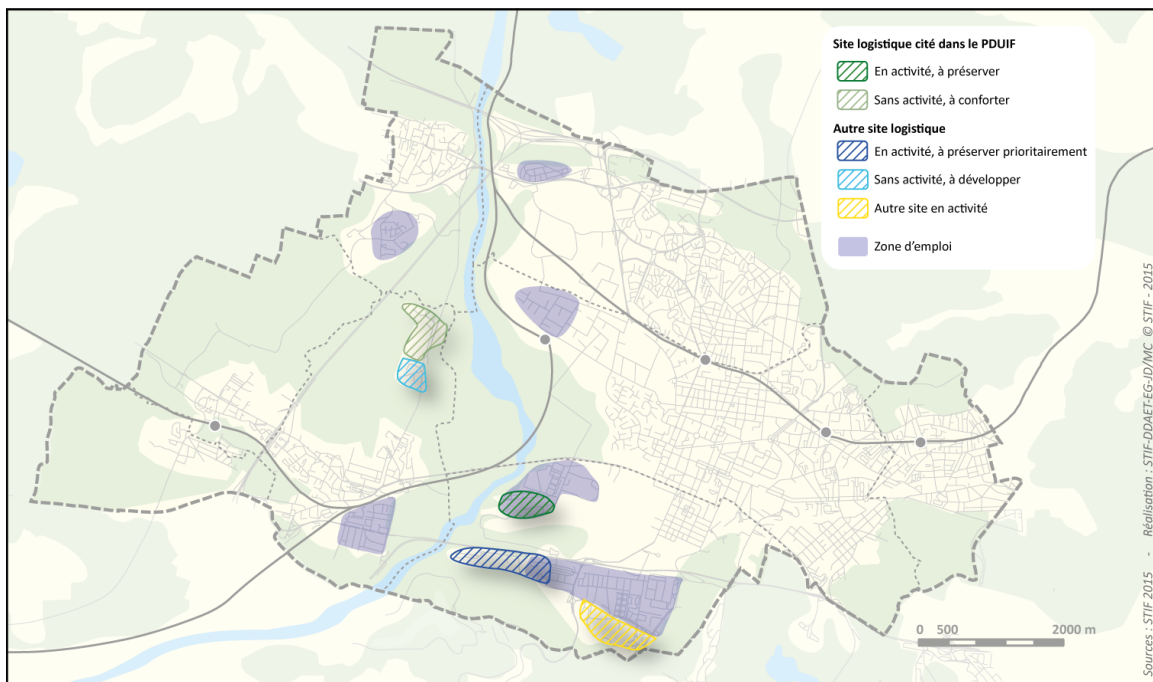 Site logistique cité dans le PDUIF
En activité, à préserver
Sans activité, à conforter
Autre site logistique
En activité, à préserver prioritairement
Sans activité, à développer
Autre site en activité
Zone d'emploi
0 500 2000 m
Sources : STIF 2015 - Réalisation : STIF-DDAET-EG-JD/MC © STIF - 2015